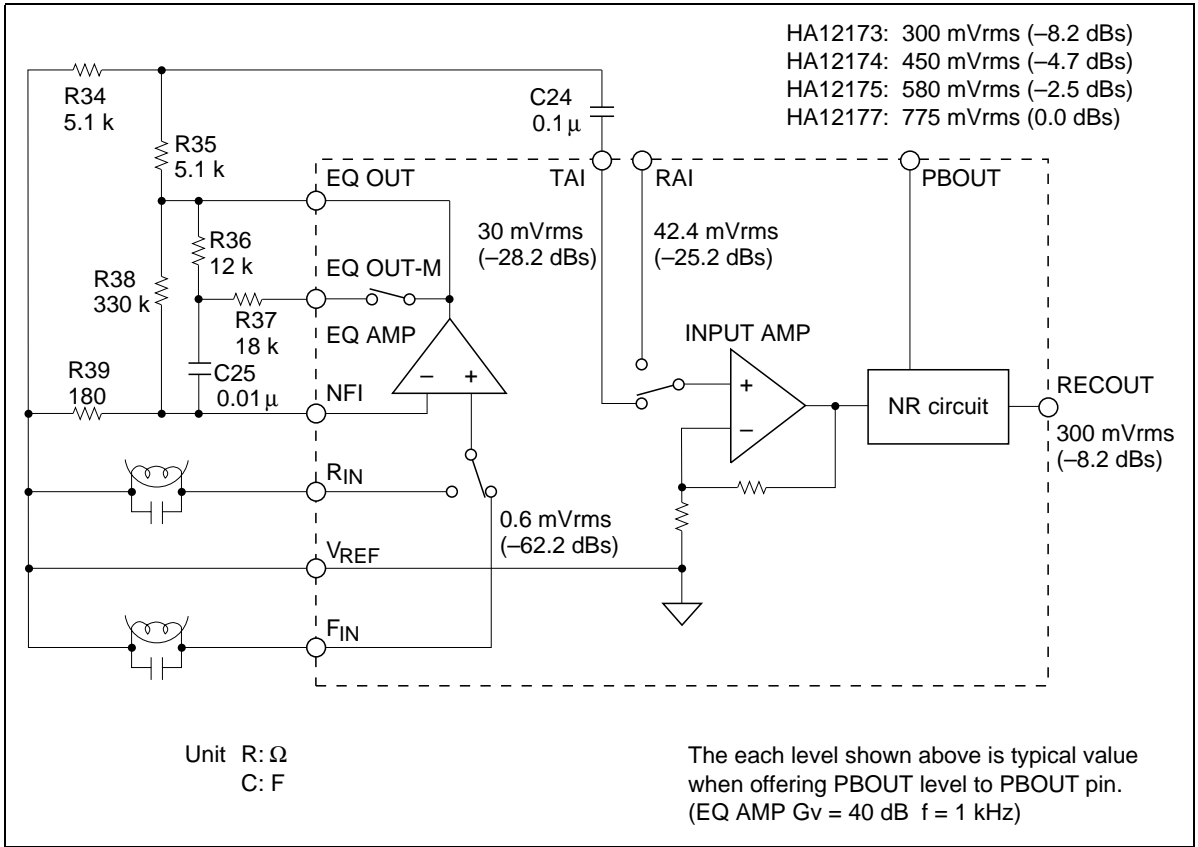 HA12173: 300 mVrms (–8.2 dBs)
HA12174: 450 mVrms (–4.7 dBs)
HA12175: 580 mVrms (–2.5 dBs)
HA12177: 775 mVrms (0.0 dBs)
R34
5.1 k
C24
0.1 μ
R35
5.1 k
EQ OUT
TAI
RAI
PBOUT
30 mVrms
(–28.2 dBs)
42.4 mVrms
(–25.2 dBs)
R36
12 k
EQ OUT-M
R38
330 k
R37
18 k
EQ AMP
INPUT AMP
R39
180
C25
0.01 μ
NFI
– +
+
–
NR circuit
RECOUT
300 mVrms
(–8.2 dBs)
RIN
0.6 mVrms
(–62.2 dBs)
VREF
FIN
Unit R: Ω
C: F
The each level shown above is typical value
when offering PBOUT level to PBOUT pin.
(EQ AMP Gv = 40 dB f = 1 kHz)